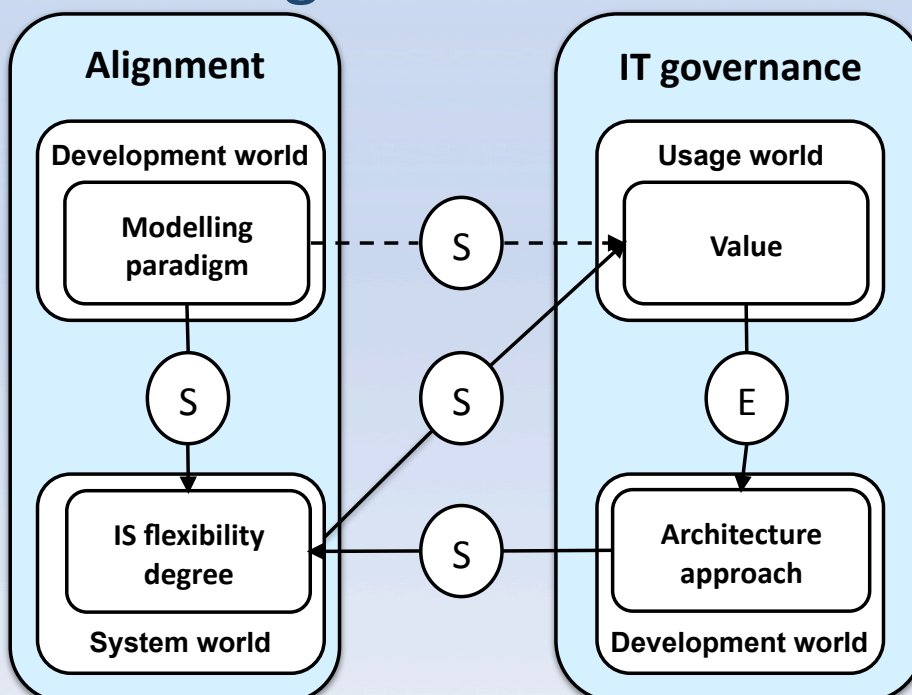 Alignment
IT governance
Development world
Usage world
Modelling
paradigm
S
Value
S
S
E
IS flexibility
degree
S
Architecture
approach
System world
Development world